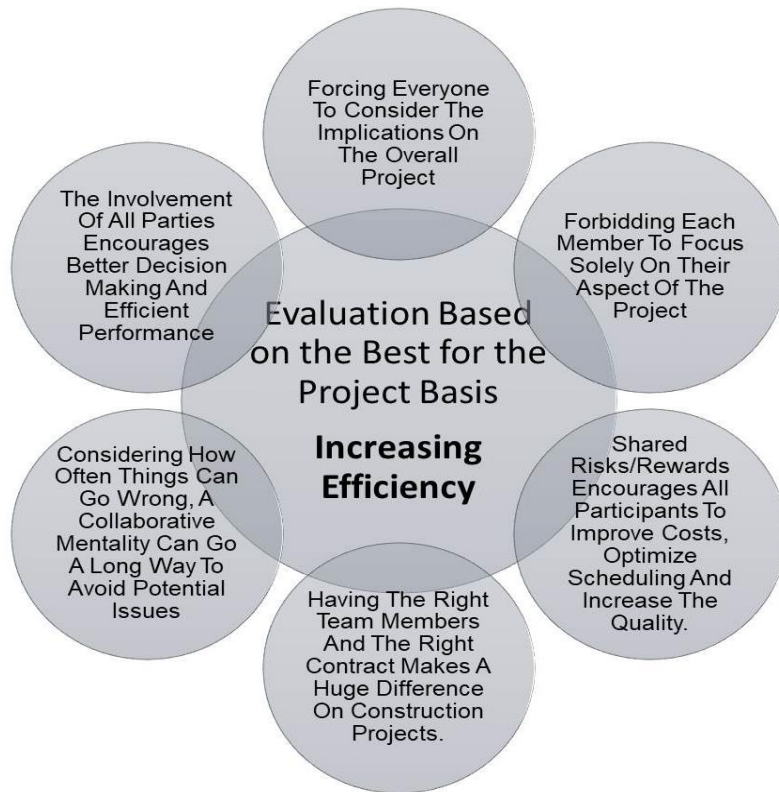 Forcing Everyone
To Consider The
Implications On
The Overall
Project
The Involvement
Of All Parties
Encourages
Better Decision
Making And
Efficient
Performance
Forbidding Each
Member To Focus
Solely On Their
Aspect Of The
Project
Evaluation Based
on the Best for the
Project Basis
Increasing
Efficiency
Considering How
Often Things Can
Go Wrong, A
Collaborative
Mentality Can Go
A Long Way To
Avoid Potential
Issues
Shared
Risks/Rewards
Encourages All
Participants To
Improve Costs,
Optimize
Scheduling And
Increase The
Quality.
Having The Right
Team Members
And The Right
Contract Makes A
Huge Difference
On Construction
Projects.